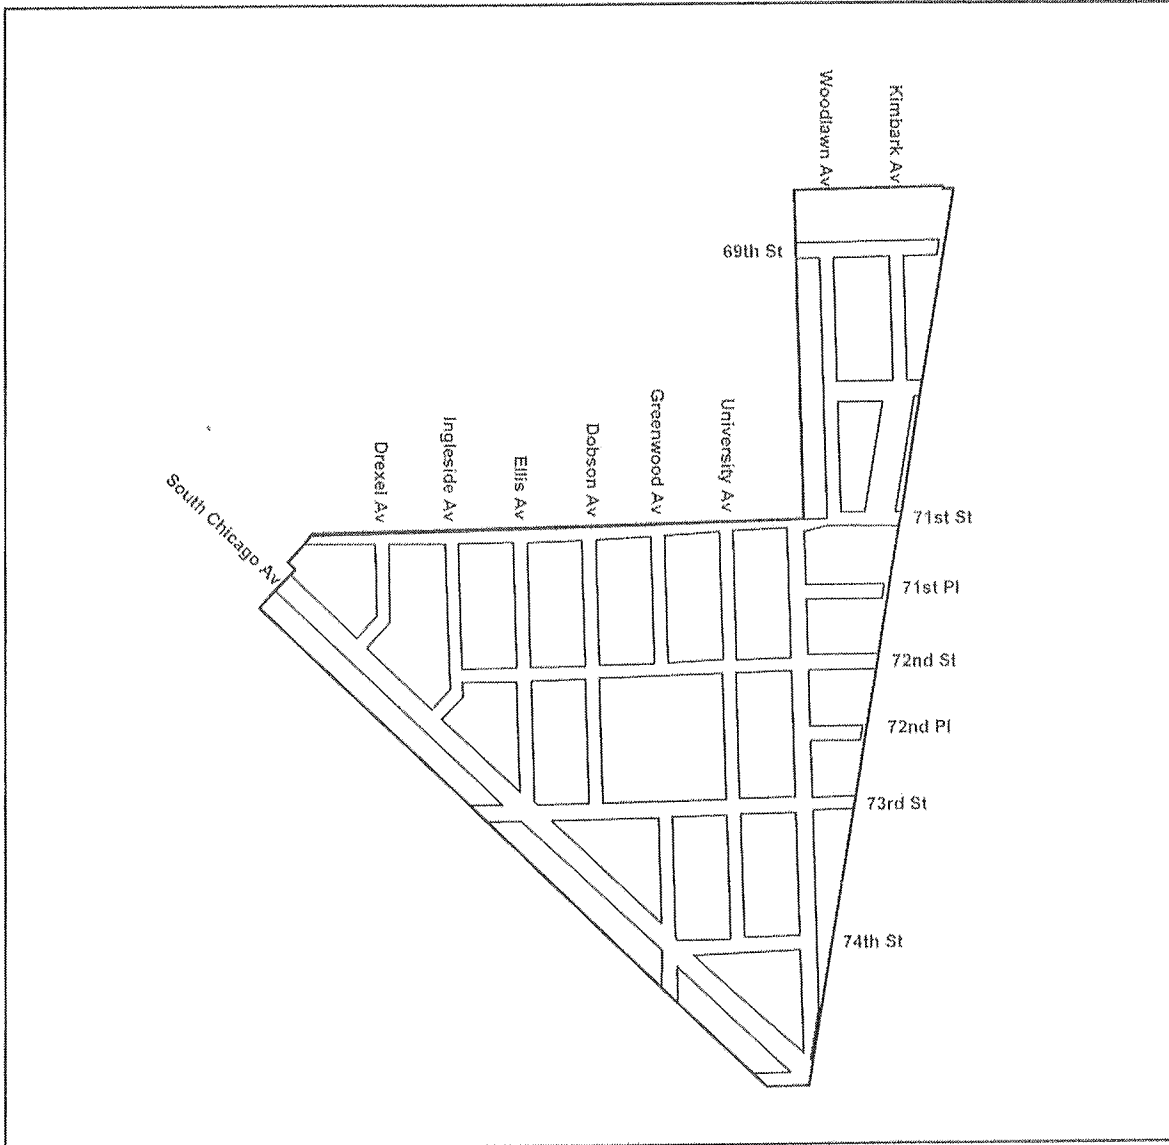 Woodlawn Av
Kimbark Av
69th St
University Av
Greenwood Av
Dobson Av
Ellis Av
Ingleside Av
Drexel Av
South Chicago Av
71st St
71st Pl
72nd St
72nd Pl
73rd St
74th St